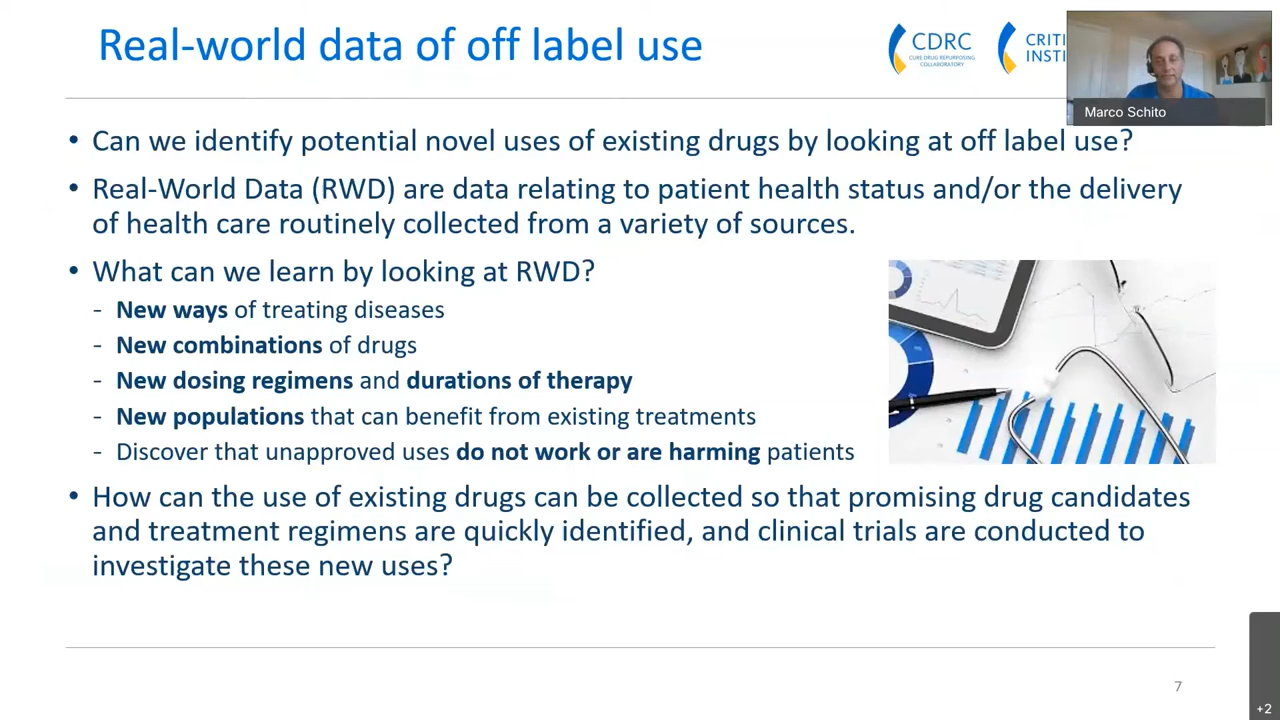 Real-world data of off label use
CDRC
CURE DRUG REPURPOSING
COLLABORATORY
CRITI
INSTI
Marco Schito
• Can we identify potential novel uses of existing drugs by looking at off label use?
• Real-World Data (RWD) are data relating to patient health status and/or the delivery
of health care routinely collected from a variety of sources.
• What can we learn by looking at RWD?
- New ways of treating diseases
- New combinations of drugs
- New dosing regimens and durations of therapy
- New populations that can benefit from existing treatments
- Discover that unapproved uses do not work or are harming patients
• How can the use of existing drugs can be collected so that promising drug candidates
and treatment regimens are quickly identified, and clinical trials are conducted to
investigate these new uses?
7
+2